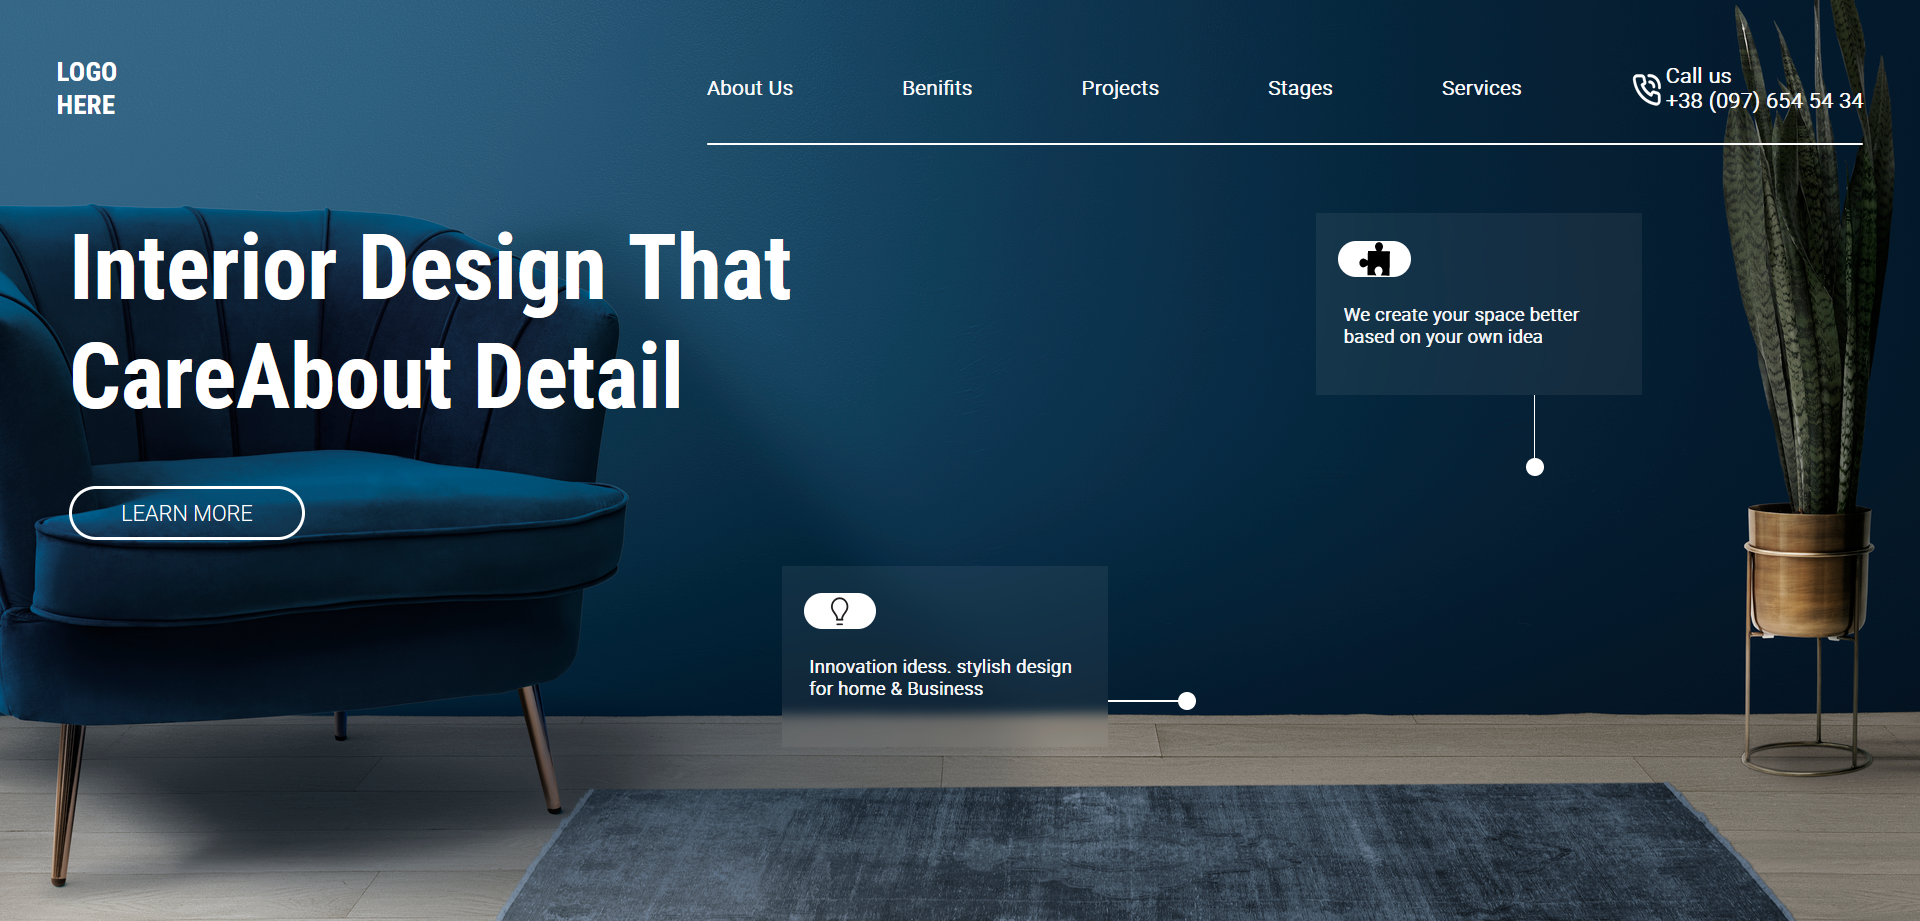 LOGO
HERE
About Us
Benifits
Projects
Stages
Services
Call us
+38 (097) 654 54 34
Interior Design That
CareAbout Detail
LEARN MORE
We create your space better
based on your own idea
Innovation idess. stylish design
for home & Business